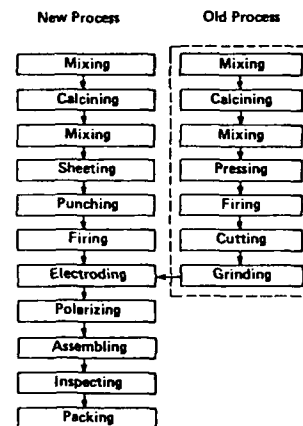 New Process
Mixing
Calcining
Mixing
Sheeting
Punching
Firing
Electroding
Polarizing
Assembling
Inspecting
Packing
Old Process
Mixing
Calcining
Mixing
Pressing
Firing
Cutting
Grinding